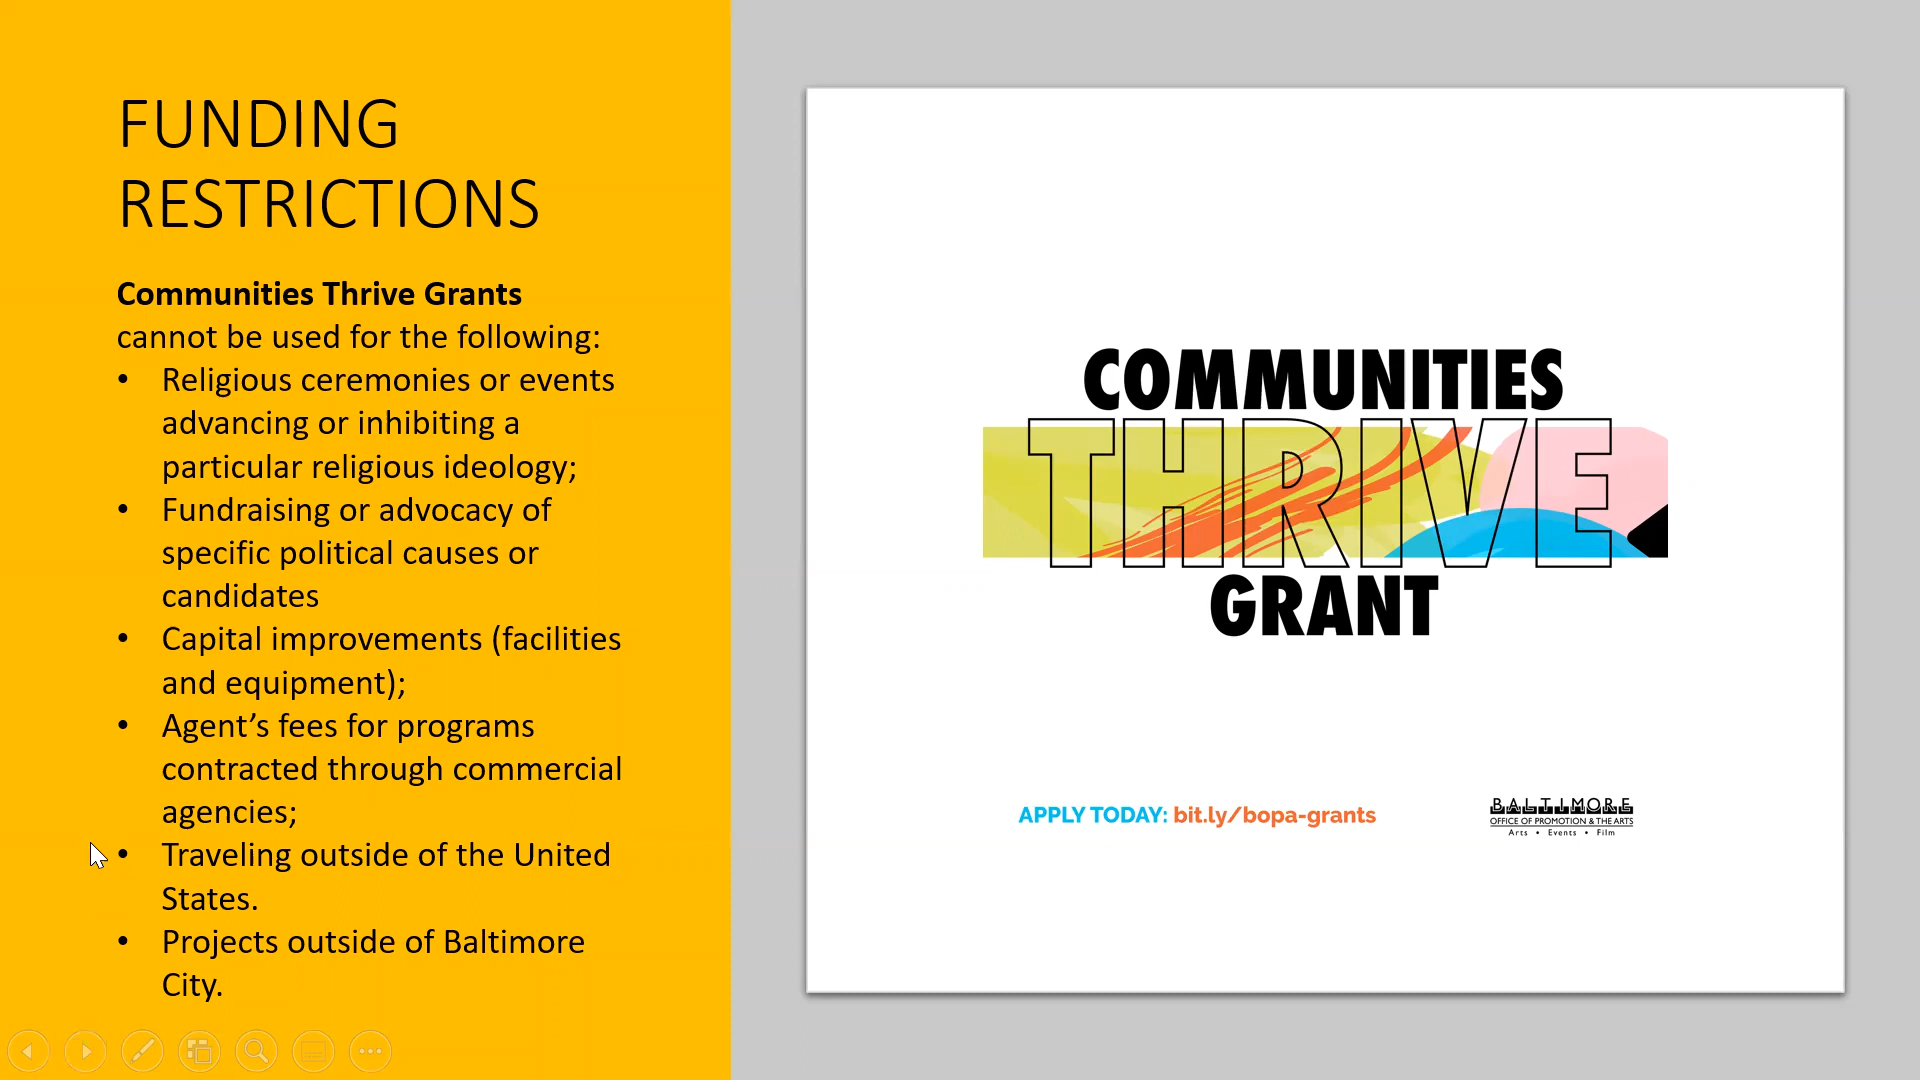 FUNDING
RESTRICTIONS
Communities Thrive Grants
cannot be used for the following:
• Religious ceremonies or events
advancing or inhibiting a
particular religious ideology;
• Fundraising or advocacy of
specific political causes or
candidates
• Capital improvements (facilities
and equipment);
• Agent’s fees for programs
contracted through commercial
agencies;
• Traveling outside of the United
States.
• Projects outside of Baltimore
City.
COMMUNITIES
THRIVE
GRANT
APPLY TODAY: bit.ly/bopa-grants
BALTIMORE
OFFICE OF PROMOTION & THE ARTS
Arts • Events • Film